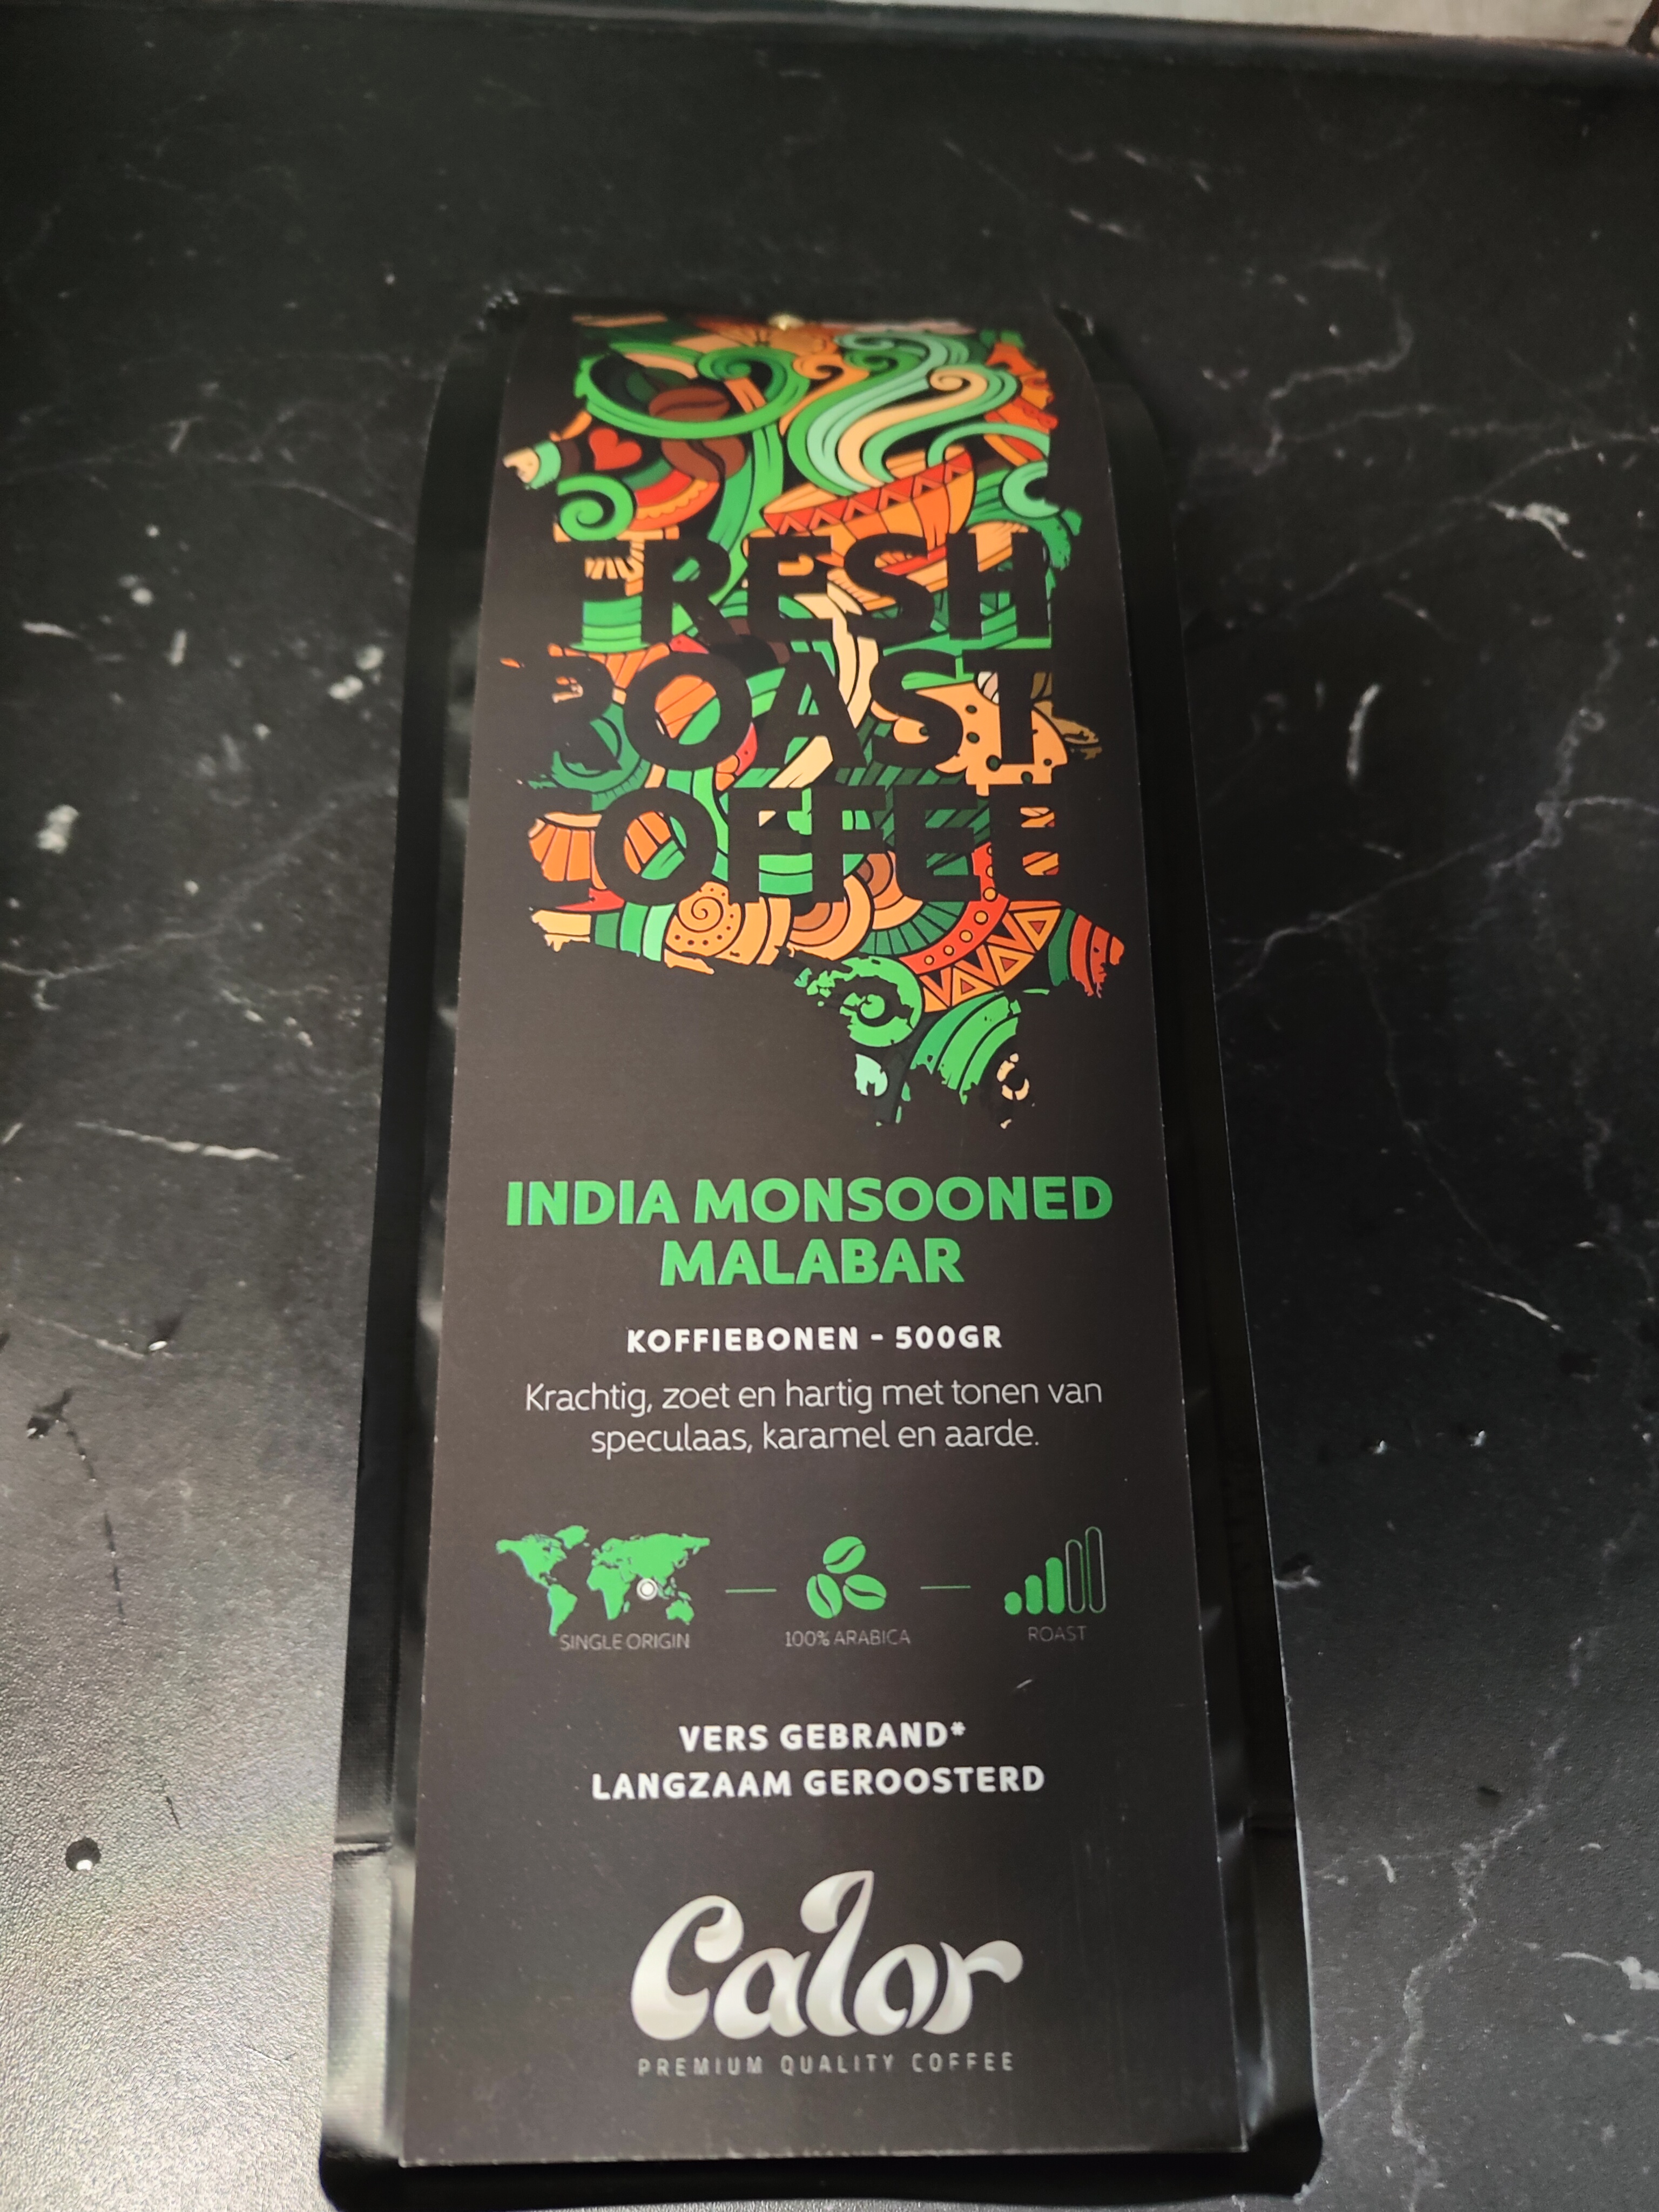 FRESH
ROAST
COFFEE
INDIA MONSOONED
MALABAR
KOFFIEBONEN - 500GR
Krachtig, zoet en hartig met tonen van
speculaas, karamel en aarde.
SINGLE ORIGIN
100% ARABICA
ROAST
VERS GEBRAND*
LANGZAAM GEROOSTERD
Calor
PREMIUM QUALITY COFFEE